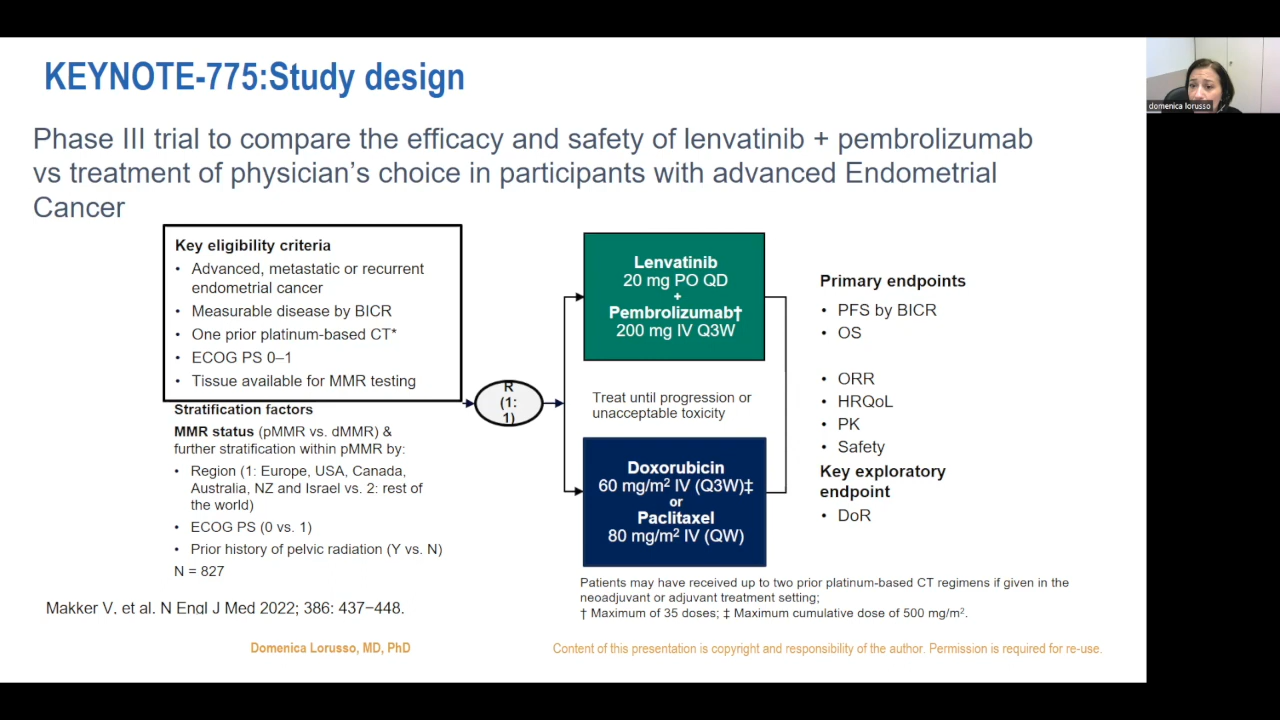 KEYNOTE-775:Study design
domenica lorusso
Phase III trial to compare the efficacy and safety of lenvatinib + pembrolizumab
vs treatment of physician's choice in participants with advanced Endometrial
Cancer
Key eligibility criteria
• Advanced, metastatic or recurrent
endometrial cancer
• Measurable disease by BICR
• One prior platinum-based CT*
• ECOG PS 0–1
• Tissue available for MMR testing
Stratification factors
MMR status (pMMR vs. dMMR) &
further stratification within pMMR by:
• Region (1: Europe, USA, Canada,
Australia, NZ and Israel vs. 2: rest of
the world)
• ECOG PS (0 vs. 1)
• Prior history of pelvic radiation (Y vs. N)
N = 827
R
(1:
1)
Lenvatinib
20 mg PO QD
+
Pembrolizumab†
200 mg IV Q3W
Treat until progression or
unacceptable toxicity
Doxorubicin
60 mg/m² IV (Q3W)‡
or
Paclitaxel
80 mg/m² IV (QW)
Primary endpoints
• PFS by BICR
• OS
• ORR
• HRQoL
• PK
• Safety
Key exploratory
endpoint
• DoR
Patients may have received up to two prior platinum-based CT regimens if given in the
neoadjuvant or adjuvant treatment setting;
† Maximum of 35 doses; ‡ Maximum cumulative dose of 500 mg/m².
Makker V. et al. N Engl J Med 2022; 386: 437–448.
Domenica Lorusso, MD, PhD
Content of this presentation is copyright and responsibility of the author. Permission is required for re-use.